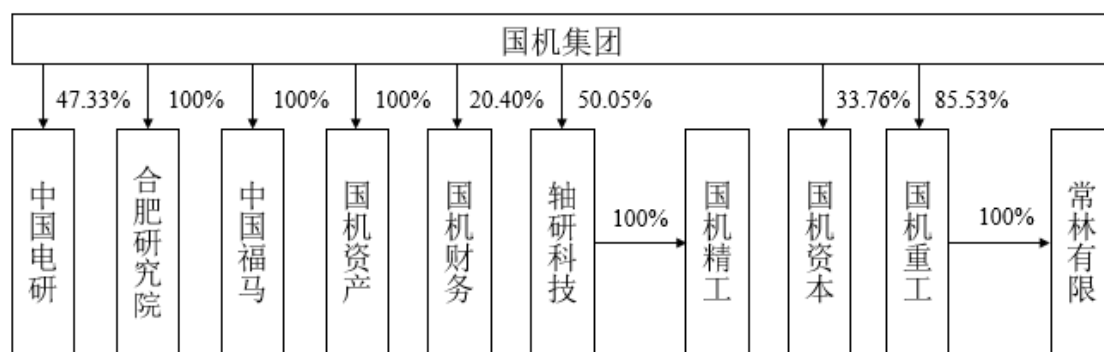 国机集团
47.33%
100%
100%
100%
20.40%
50.05%
33.76%
85.53%
中国电研
合肥研究院
中国福马
国机资产
国机财务
轴研科技
100%
国机精工
国机资本
国机重工
100%
常林有限